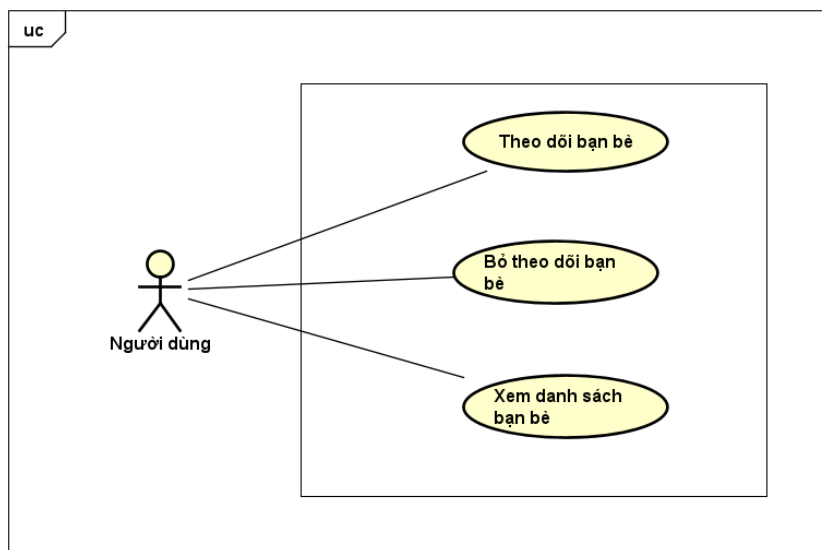 uc
Theo dõi bạn bè
Bỏ theo dõi bạn
bè
Người dùng
Xem danh sách
bạn bè